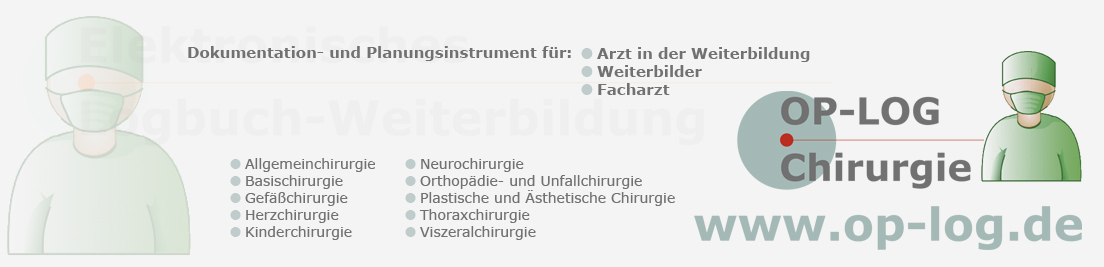 Elektronisches
Logbuch-Weiterbildung
Dokumentation- und Planungsinstrument für:
Arzt in der Weiterbildung
Weiterbilder
Facharzt
Allgemeinchirurgie
Basischirurgie
Gefäßchirurgie
Herzchirurgie
Kinderchirurgie
Neurochirurgie
Orthopädie- und Unfallchirurgie
Plastische und Ästhetische Chirurgie
Thoraxchirurgie
Viszeralchirurgie
OP-LOG
Chirurgie
www.op-log.de